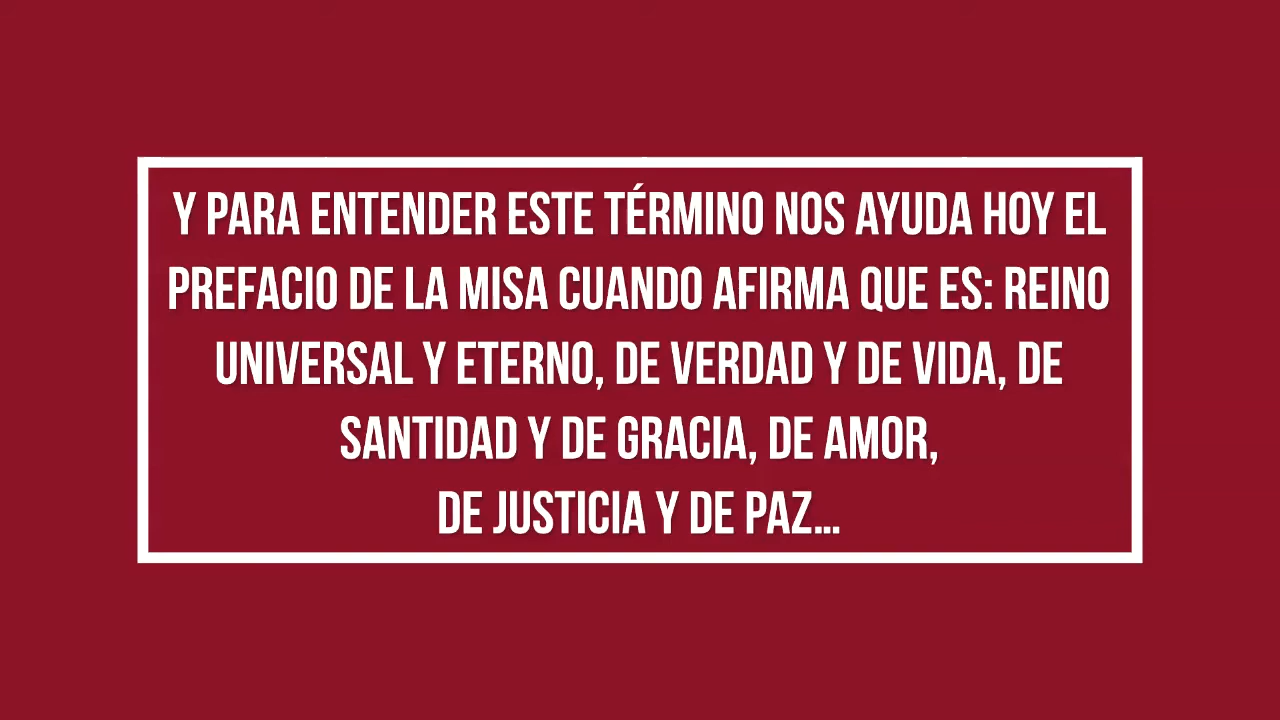 Y PARA ENTENDER ESTE TÉRMINO NOS AYUDA HOY EL
PREFACIO DE LA MISA CUANDO AFIRMA QUE ES: REINO
UNIVERSAL Y ETERNO, DE VERDAD Y DE VIDA, DE
SANTIDAD Y DE GRACIA, DE AMOR,
DE JUSTICIA Y DE PAZ...